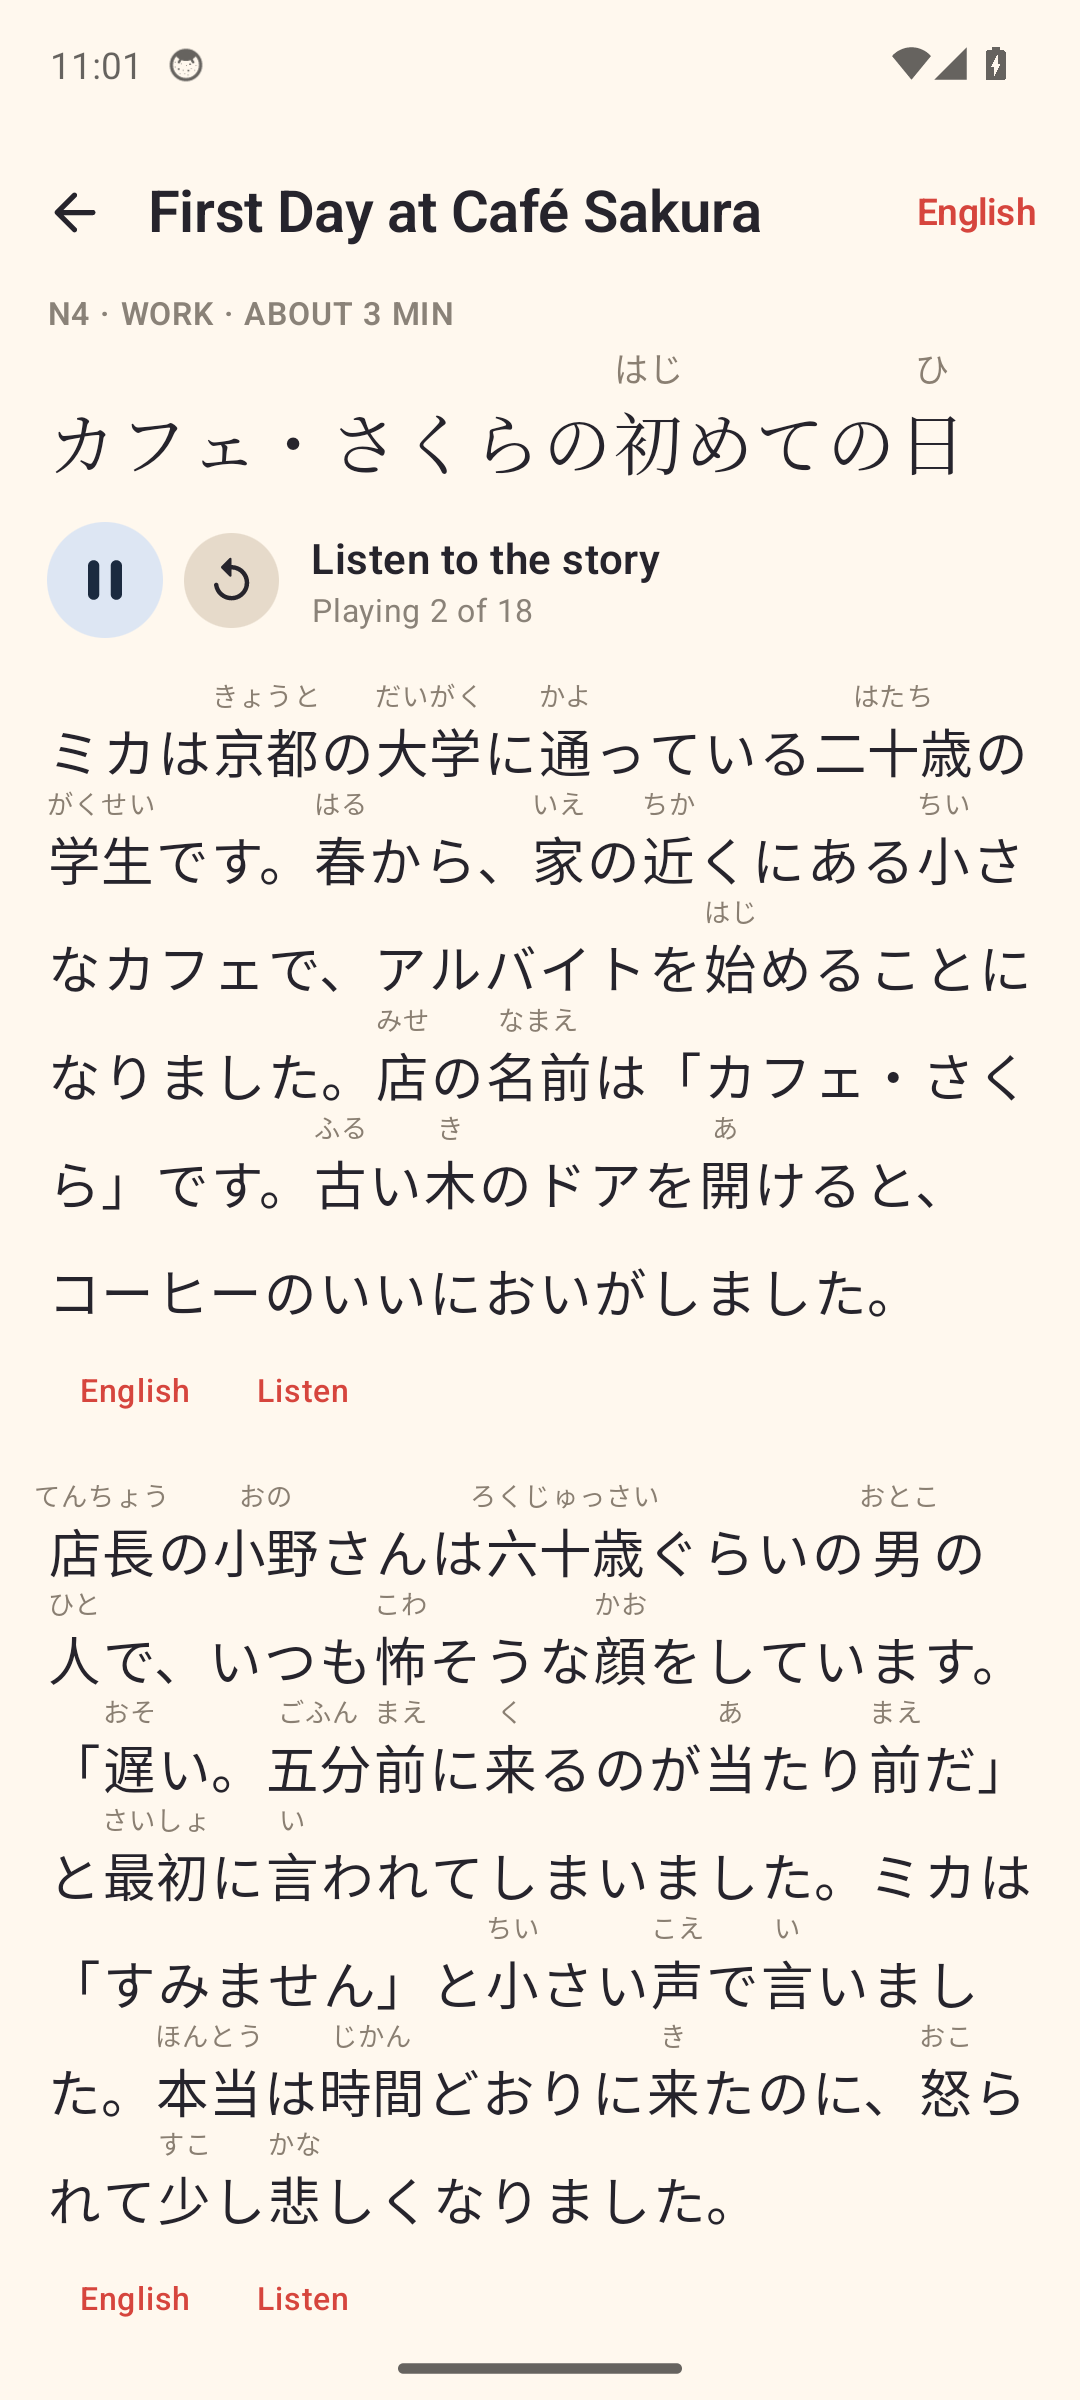 11:01
First Day at Café Sakura
English
N4 · WORK · ABOUT 3 MIN
はじ ひ
カフェ・さくらの初めての日
Listen to the story
Playing 2 of 18
きょうと だいがく かよ はたち
ミカは京都の大学に通っている二十歳の
がくせい はる いえ ちか ちい
学生です。春から、家の近くにある小さ
はじ
なカフェで、アルバイトを始めることに
みせ なまえ
なりました。店の名前は「カフェ・さく
ふる き あ
ら」です。古い木のドアを開けると、
コーヒーのいいにおいがしました。
English Listen
てんちょう おの ろくじゅっさい おとこ
店長の小野さんは六十歳ぐらいの男の
ひと こわ かお
人で、いつも怖そうな顔をしています。
おそ ごふん まえ く あ まえ
「遅い。五分前に来るのが当たり前だ」
さいしょ い
と最初に言われてしまいました。ミカは
ちい こえ い
「すみません」と小さい声で言いまし
ほんとう じかん き おこ
た。本当は時間どおりに来たのに、怒ら
すこ かな
れて少し悲しくなりました。
English Listen